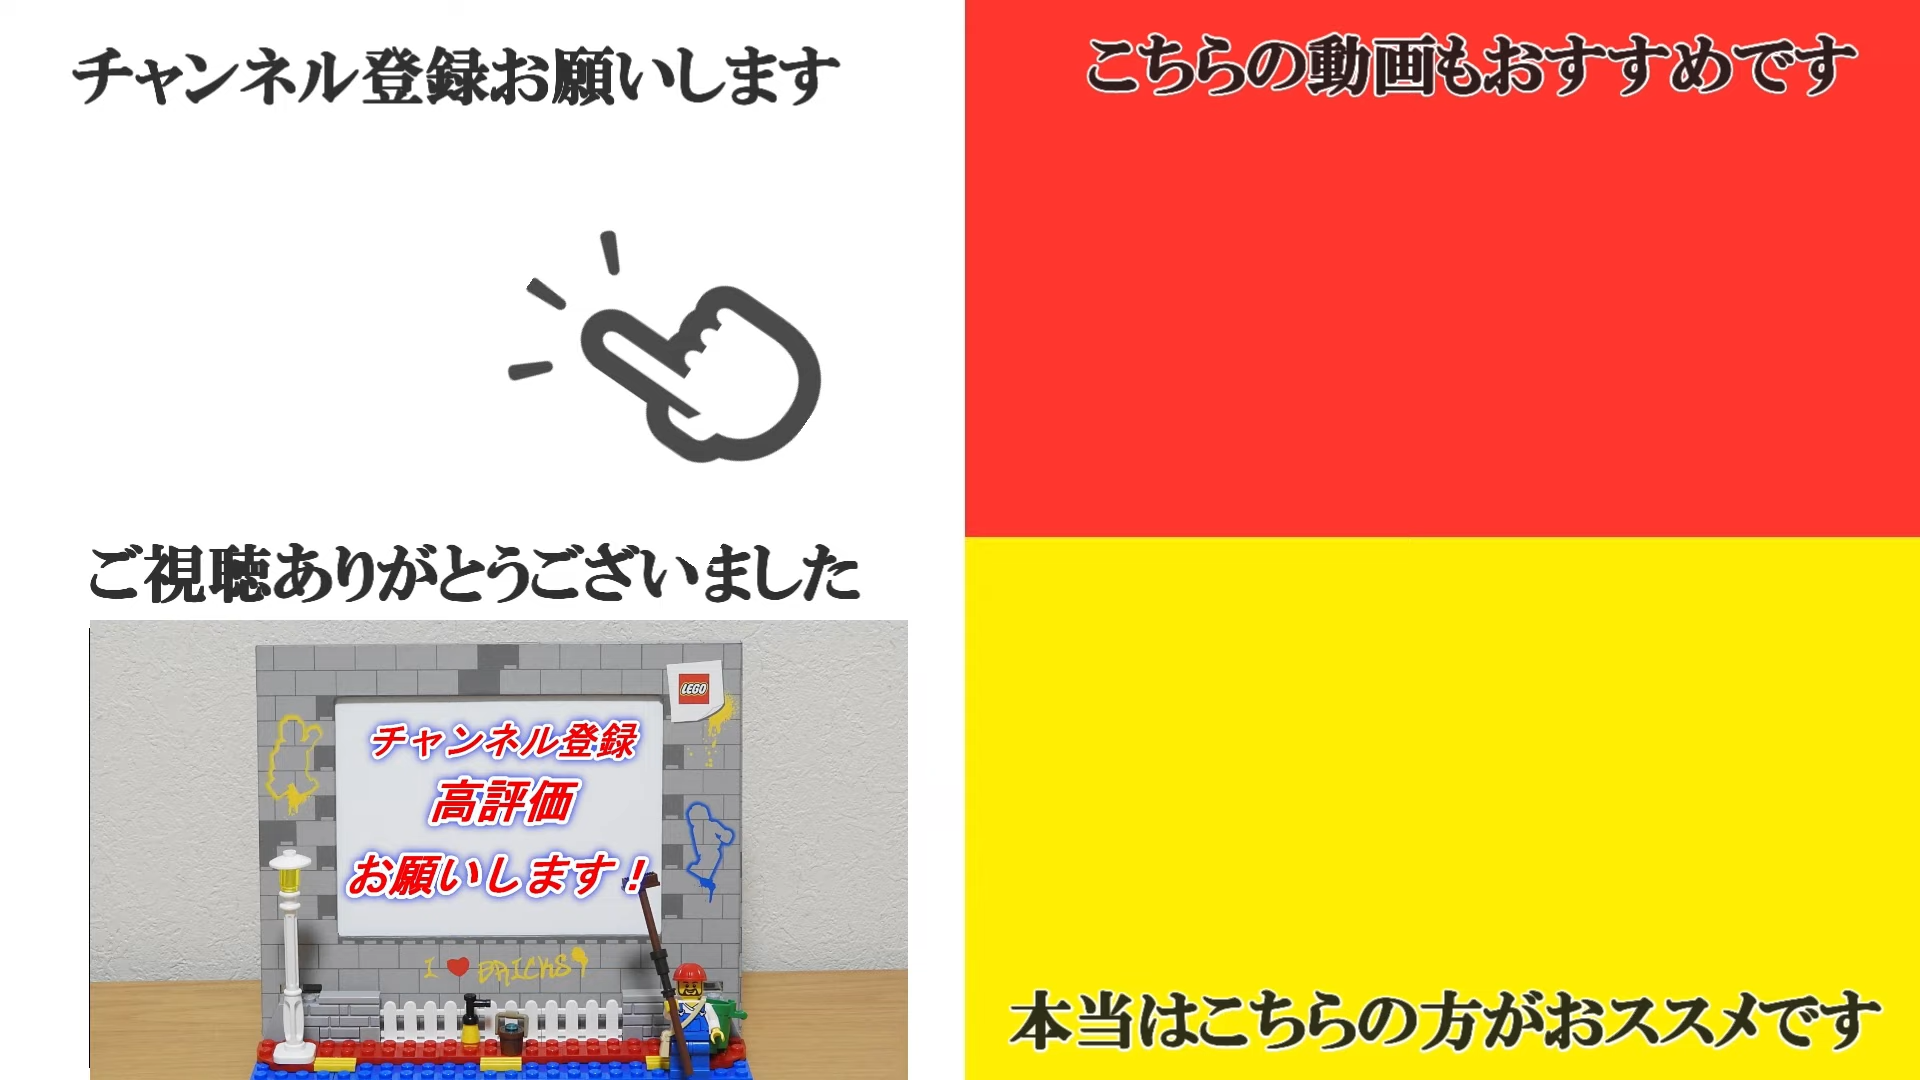 チャンネル登録お願いします
こちらの動画もおすすめです
ご視聴ありがとうございました
LEGO
チャンネル登録
高評価
お願いします！
I ❤ BRICKS
本当はこちらの方がおススメです